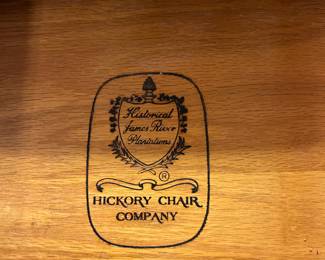 Historical
James River
Plantations
®
HICKORY CHAIR
COMPANY